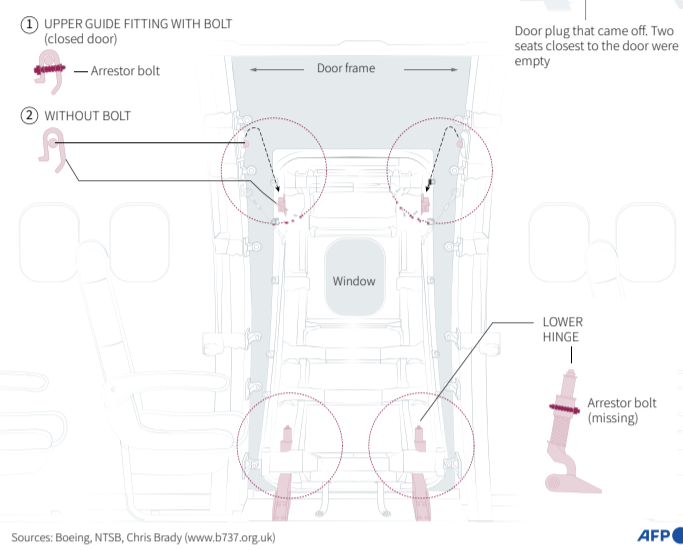 1 UPPER GUIDE FITTING WITH BOLT
(closed door)
Arrestor bolt
2 WITHOUT BOLT
Door frame
Door plug that came off. Two
seats closest to the door were
empty
Window
LOWER
HINGE
Arrestor bolt
(missing)
Sources: Boeing, NTSB, Chris Brady (www.b737.org.uk)
AFP